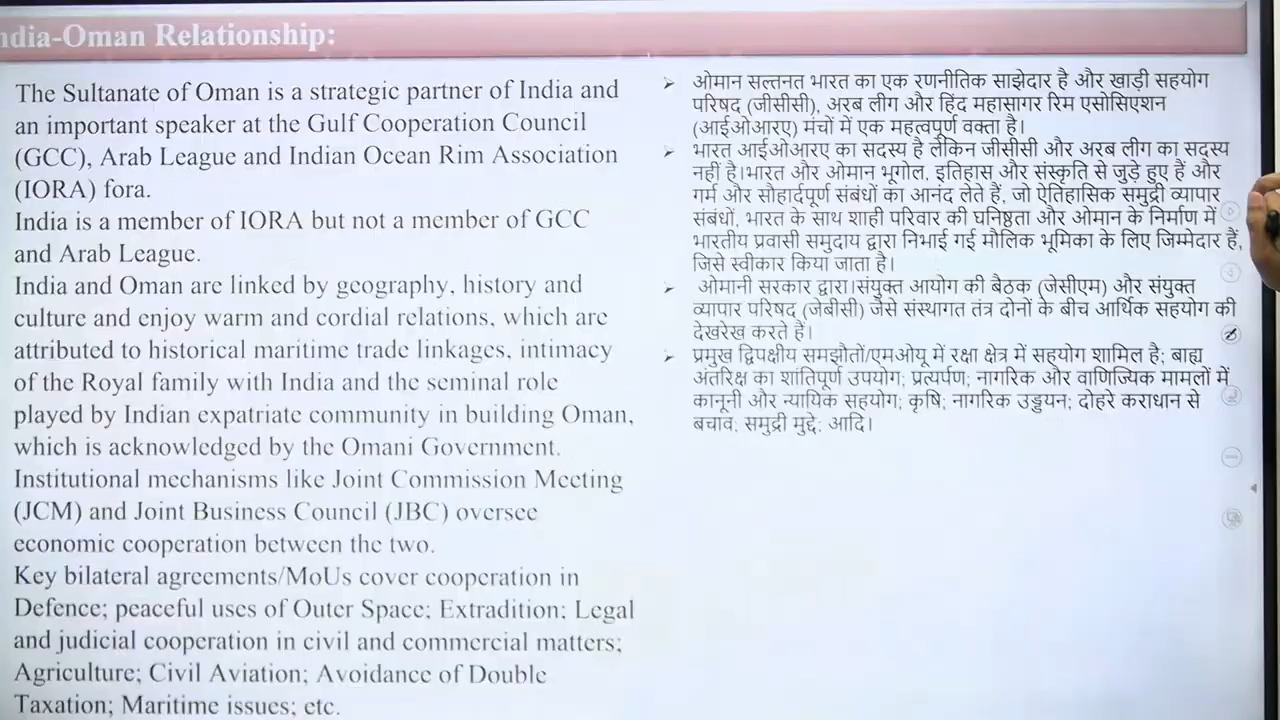 ndia-Oman Relationship:
The Sultanate of Oman is a strategic partner of India and
an important speaker at the Gulf Cooperation Council
(GCC), Arab League and Indian Ocean Rim Association
(IORA) fora.
India is a member of IORA but not a member of GCC
and Arab League.
India and Oman are linked by geography, history and
culture and enjoy warm and cordial relations, which are
attributed to historical maritime trade linkages, intimacy
of the Royal family with India and the seminal role
played by Indian expatriate community in building Oman,
which is acknowledged by the Omani Government.
Institutional mechanisms like Joint Commission Meeting
(JCM) and Joint Business Council (JBC) oversee
economic cooperation between the two.
Key bilateral agreements/MoUs cover cooperation in
Defence; peaceful uses of Outer Space; Extradition; Legal
and judicial cooperation in civil and commercial matters;
Agriculture; Civil Aviation; Avoidance of Double
Taxation; Maritime issues; etc.
➢ ओमान सल्तनत भारत का एक रणनीतिक साझेदार है और खाड़ी सहयोग
परिषद (जीसीसी), अरब लीग और हिंद महासागर रिम एसोसिएशन
(आईओआरए) मंचों में एक महत्वपूर्ण वक्ता है।
➢ भारत आईओआरए का सदस्य है लेकिन जीसीसी और अरब लीग का सदस्य
नहीं है।भारत और ओमान भूगोल, इतिहास और संस्कृति से जुड़े हुए हैं और
गर्म और सौहार्दपूर्ण संबंधों का आनंद लेते हैं, जो ऐतिहासिक समुद्री व्यापार
संबंधों, भारत के साथ शाही परिवार की घनिष्ठता और ओमान के निर्माण में
भारतीय प्रवासी समुदाय द्वारा निभाई गई मौलिक भूमिका के लिए जिम्मेदार हैं,
जिसे स्वीकार किया जाता है।
➢ ओमानी सरकार द्वारा।संयुक्त आयोग की बैठक (जेसीएम) और संयुक्त
व्यापार परिषद (जेबीसी) जैसे संस्थागत तंत्र दोनों के बीच आर्थिक सहयोग की
देखरेख करते हैं।
➢ प्रमुख द्विपक्षीय समझौतों/एमओयू में रक्षा क्षेत्र में सहयोग शामिल है; बाह्य
अंतरिक्ष का शांतिपूर्ण उपयोग; प्रत्यर्पण; नागरिक और वाणिज्यिक मामलों में
कानूनी और न्यायिक सहयोग; कृषि; नागरिक उड्डयन; दोहरे कराधान से
बचाव; समुद्री मुद्दे; आदि।